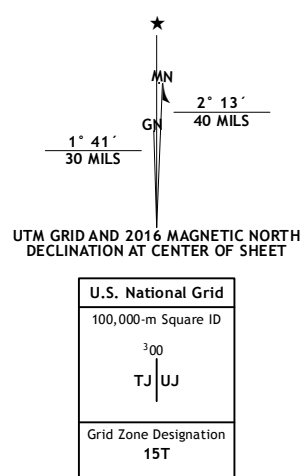 ★
MN
2° 13´
40 MILS
GN
1° 41´
30 MILS
UTM GRID AND 2016 MAGNETIC NORTH
DECLINATION AT CENTER OF SHEET
U.S. National Grid
100,000-m Square ID
³00
TJ UJ
Grid Zone Designation
15T